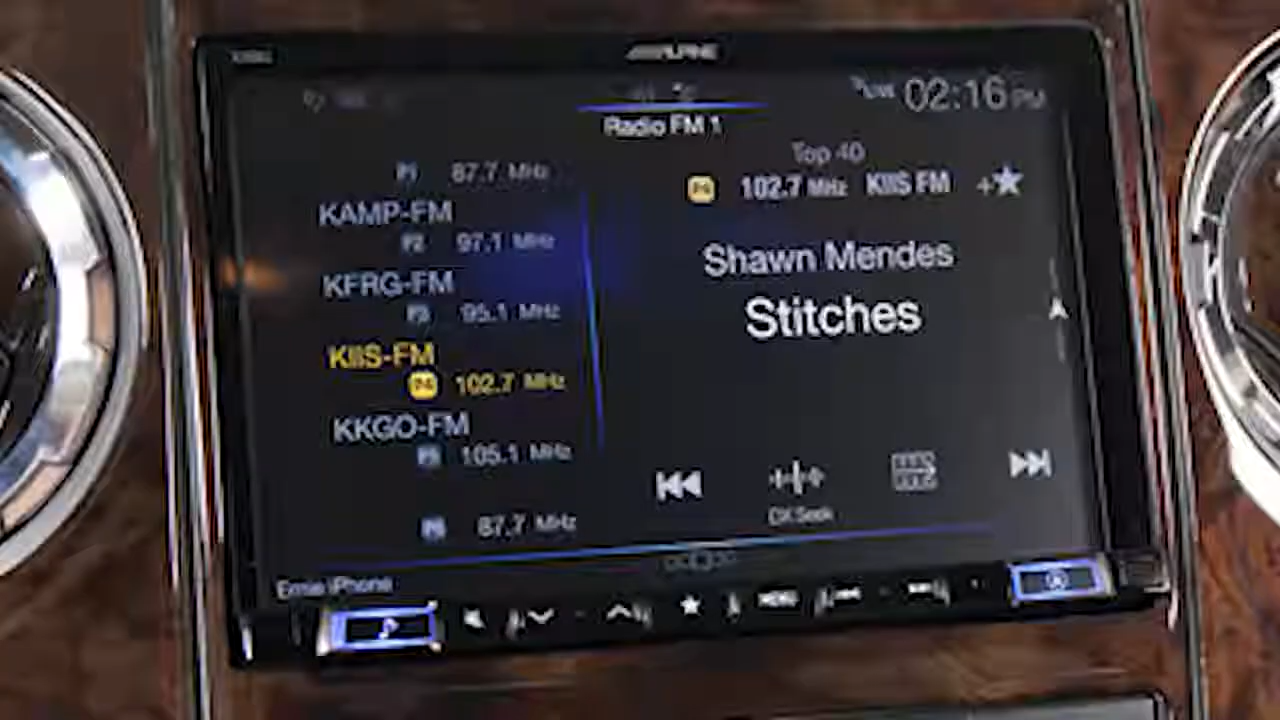 ALPINE
02:16 PM
Radio FM 1
P1 87.7 MHz
KAMP-FM
P2 97.1 MHz
KFRG-FM
P3 95.1 MHz
KIIS-FM
P4 102.7 MHz
KKGO-FM
P5 105.1 MHz
P6 87.7 MHz
Top 40
P4 102.7 MHz KIIS FM
Shawn Mendes
Stitches
DX Seek
Ernie iPhone
MENU